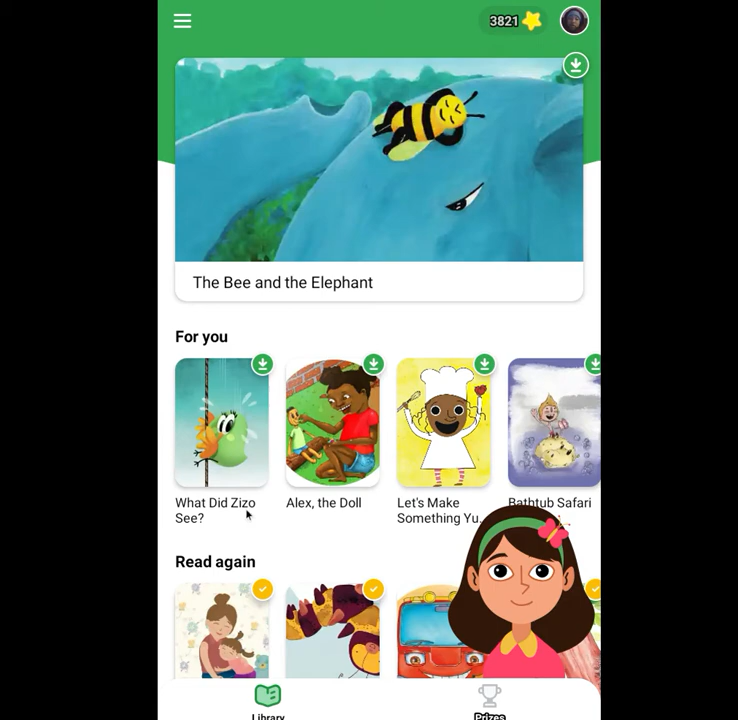 3821
The Bee and the Elephant
For you
What Did Zizo
See?
Alex, the Doll
Let's Make
Something Yu..
Bathtub Safari
Read again
Library
Prizes